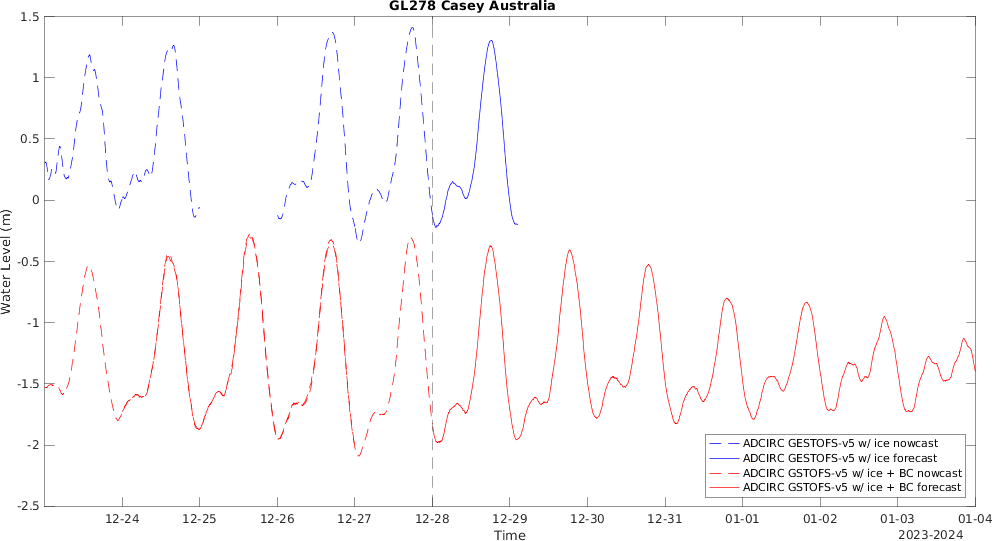 GL278 Casey Australia
1.5
1
0.5
0
-0.5
-1
-1.5
-2
-2.5
Water Level (m)
12-24 12-25 12-26 12-27 12-28 12-29 12-30 12-31 01-01 01-02 01-03 01-04
Time
2023-2024
ADCIRC GESTOFS-v5 w/ ice nowcast
ADCIRC GESTOFS-v5 w/ ice forecast
ADCIRC GSTOFS-v5 w/ ice + BC nowcast
ADCIRC GSTOFS-v5 w/ ice + BC forecast